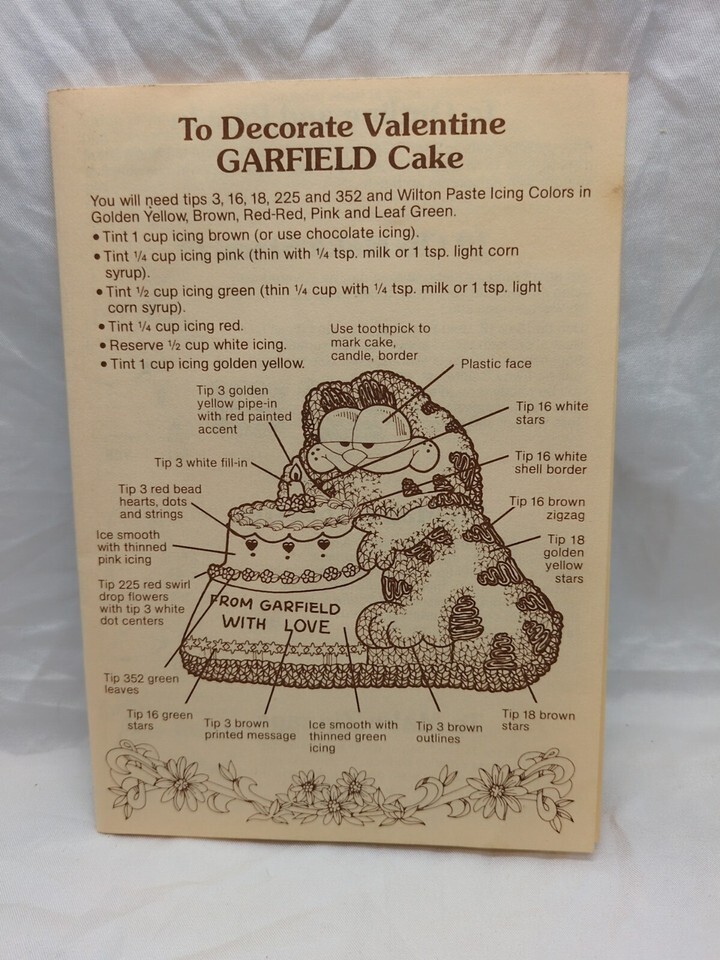 To Decorate Valentine
GARFIELD Cake
You will need tips 3, 16, 18, 225 and 352 and Wilton Paste Icing Colors in
Golden Yellow, Brown, Red-Red, Pink and Leaf Green.
• Tint 1 cup icing brown (or use chocolate icing).
• Tint ¼ cup icing pink (thin with ¼ tsp. milk or 1 tsp. light corn
syrup).
• Tint ½ cup icing green (thin ¼ cup with ¼ tsp. milk or 1 tsp. light
corn syrup).
• Tint ¼ cup icing red.
• Reserve ½ cup white icing.
• Tint 1 cup icing golden yellow.
Use toothpick to
mark cake,
candle, border
Plastic face
Tip 3 golden
yellow pipe-in
with red painted
accent
Tip 16 white
stars
Tip 3 white fill-in
Tip 16 white
shell border
Tip 3 red bead
hearts, dots
and strings
Tip 16 brown
zigzag
Ice smooth
with thinned
pink icing
Tip 18
golden
yellow
stars
Tip 225 red swirl
drop flowers
with tip 3 white
dot centers
FROM GARFIELD
WITH LOVE
Tip 352 green
leaves
Tip 16 green
stars
Tip 3 brown
printed message
Ice smooth with
thinned green
icing
Tip 3 brown
outlines
Tip 18 brown
stars